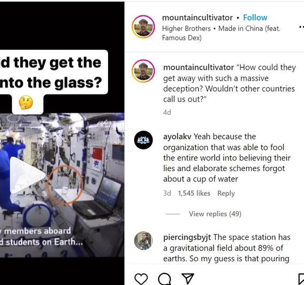 d they get the
nto the glass?
members aboard
d students on Earth...
mountaincultivator • Follow
Higher Brothers • Made in China (feat.
Famous Dex)
mountaincultivator "How could they
get away with such a massive
deception? Wouldn't other countries
call us out?"
4d
ayolakv Yeah because the
organization that was able to fool
the entire world into believing their
lies and elaborate schemes forgot
about a cup of water
3d 1,545 likes Reply
View replies (49)
piercingsbyjt The space station has
a gravitational field about 89% of
earths. So my guess is that pouring